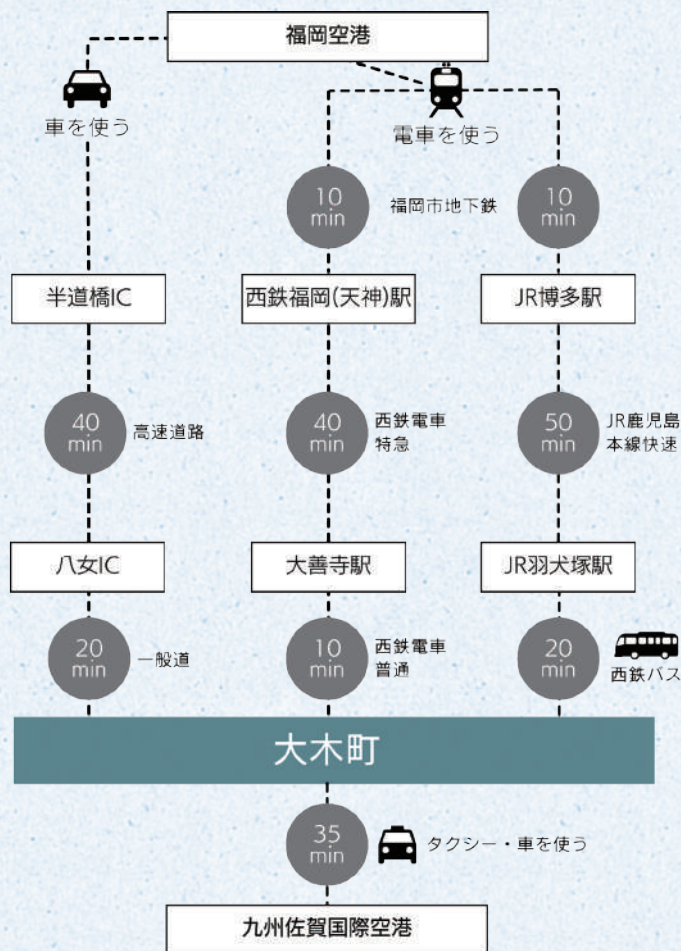 福岡空港
車を使う
電車を使う
10
min
福岡市地下鉄
10
min
半道橋IC
西鉄福岡(天神)駅
JR博多駅
40
min
高速道路
40
min
西鉄電車
特急
50
min
JR鹿児島
本線快速
八女IC
大善寺駅
JR羽犬塚駅
20
min
一般道
10
min
西鉄電車
普通
20
min
西鉄バス
大木町
35
min
タクシー・車を使う
九州佐賀国際空港